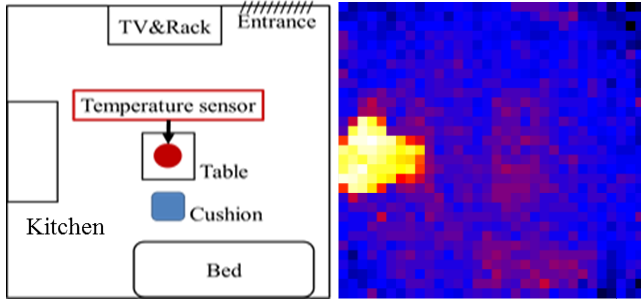 TV&Rack
Entrance
Temperature sensor
Table
Cushion
Kitchen
Bed